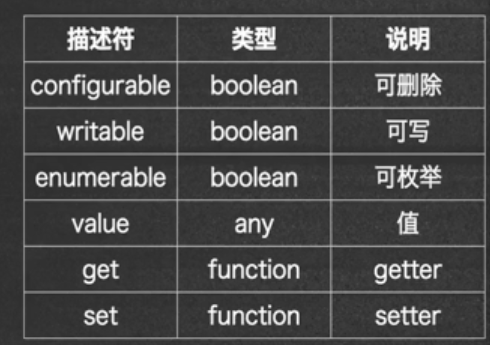 描述符 类型 说明
configurable boolean 可删除
writable boolean 可写
enumerable boolean 可枚举
value any 值
get function getter
set function setter